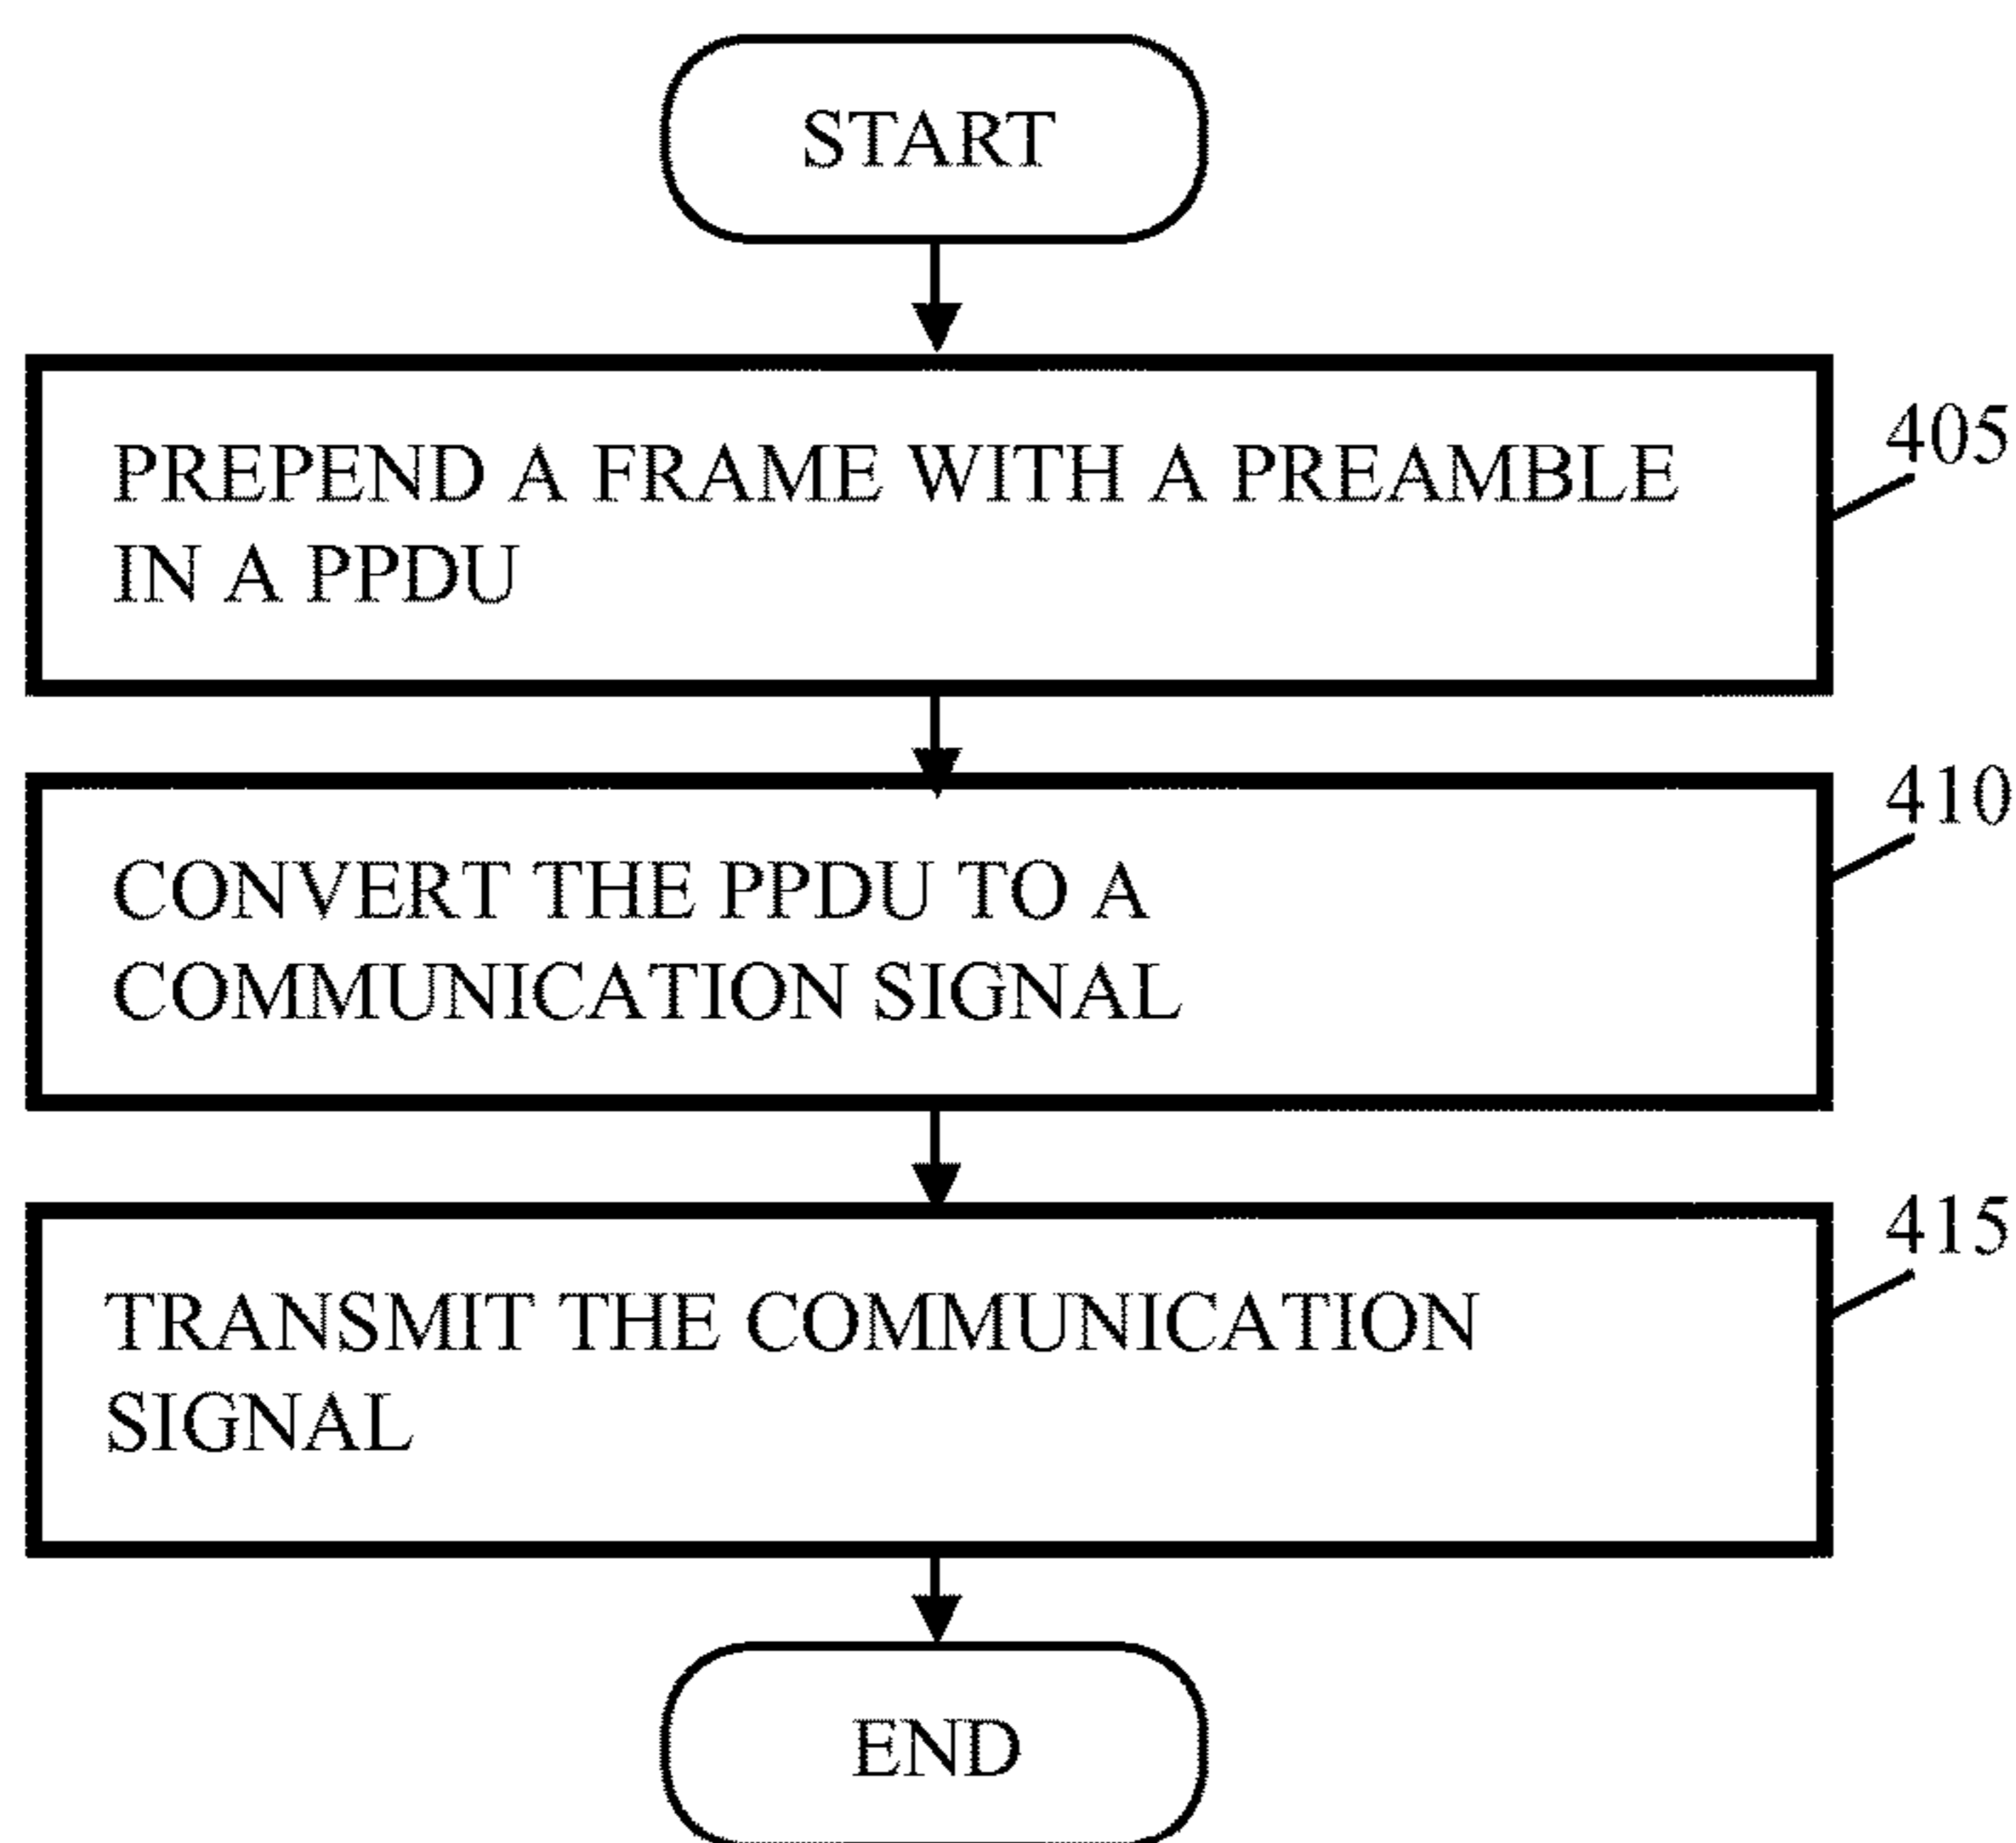 START
PREPEND A FRAME WITH A PREAMBLE
IN A PPDU
405
CONVERT THE PPDU TO A
COMMUNICATION SIGNAL
410
TRANSMIT THE COMMUNICATION
SIGNAL
415
END